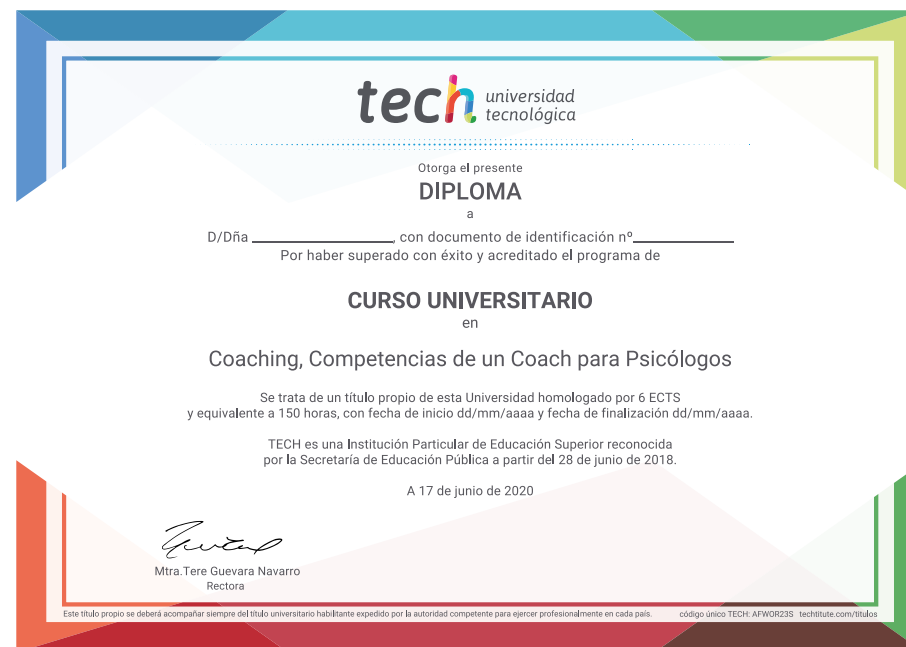 tech universidad
tecnológica
Otorga el presente
DIPLOMA
a
D/Dña ____________________, con documento de identificación nº______________
Por haber superado con éxito y acreditado el programa de
CURSO UNIVERSITARIO
en
Coaching, Competencias de un Coach para Psicólogos
Se trata de un título propio de esta Universidad homologado por 6 ECTS
y equivalente a 150 horas, con fecha de inicio dd/mm/aaaa y fecha de finalización dd/mm/aaaa.
TECH es una Institución Particular de Educación Superior reconocida
por la Secretaría de Educación Pública a partir del 28 de junio de 2018.
A 17 de junio de 2020
Mtra.Tere Guevara Navarro
Rectora
Este título propio se deberá acompañar siempre del título universitario habilitante expedido por la autoridad competente para ejercer profesionalmente en cada país. código único TECH: AFWOR23S techtitute.com/titulos